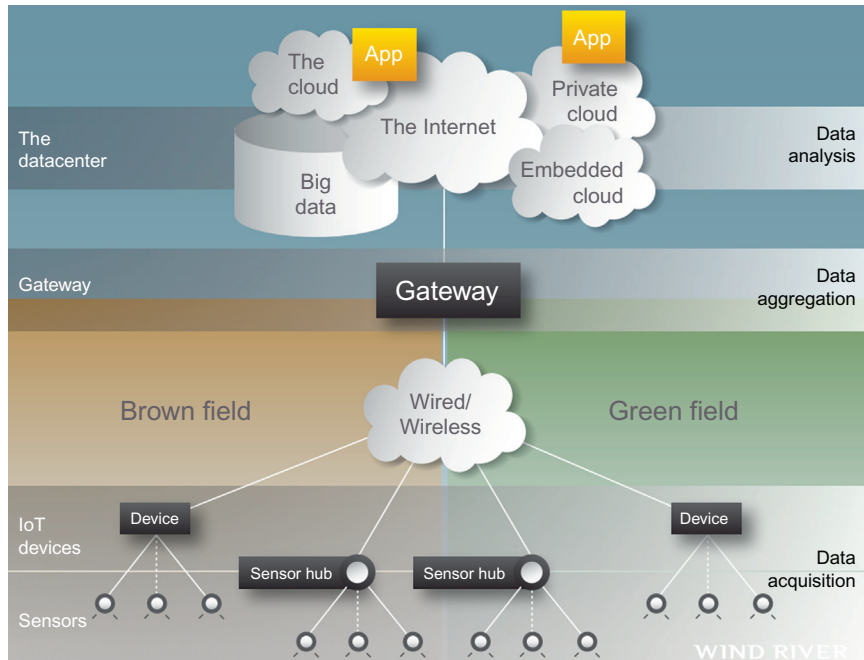 App
App
The
cloud
Private
cloud
The Internet
The
datacenter
Data
analysis
Embedded
cloud
Big
data
Gateway
Gateway
Data
aggregation
Brown field
Wired/
Wireless
Green field
IoT
devices
Device
Device
Sensor hub
Sensor hub
Data
acquisition
Sensors
WIND RIVER